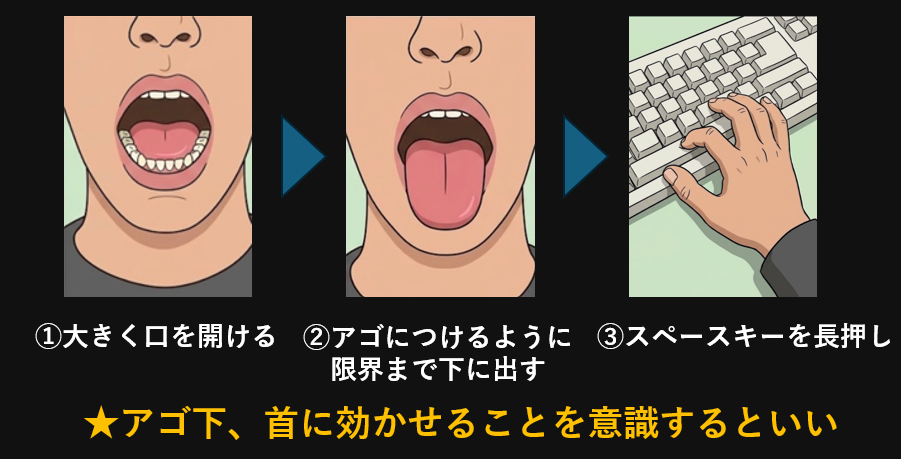 ①大きく口を開ける
②アゴにつけるように
限界まで下に出す
③スペースキーを長押し
★アゴ下、首に効かせることを意識するといい